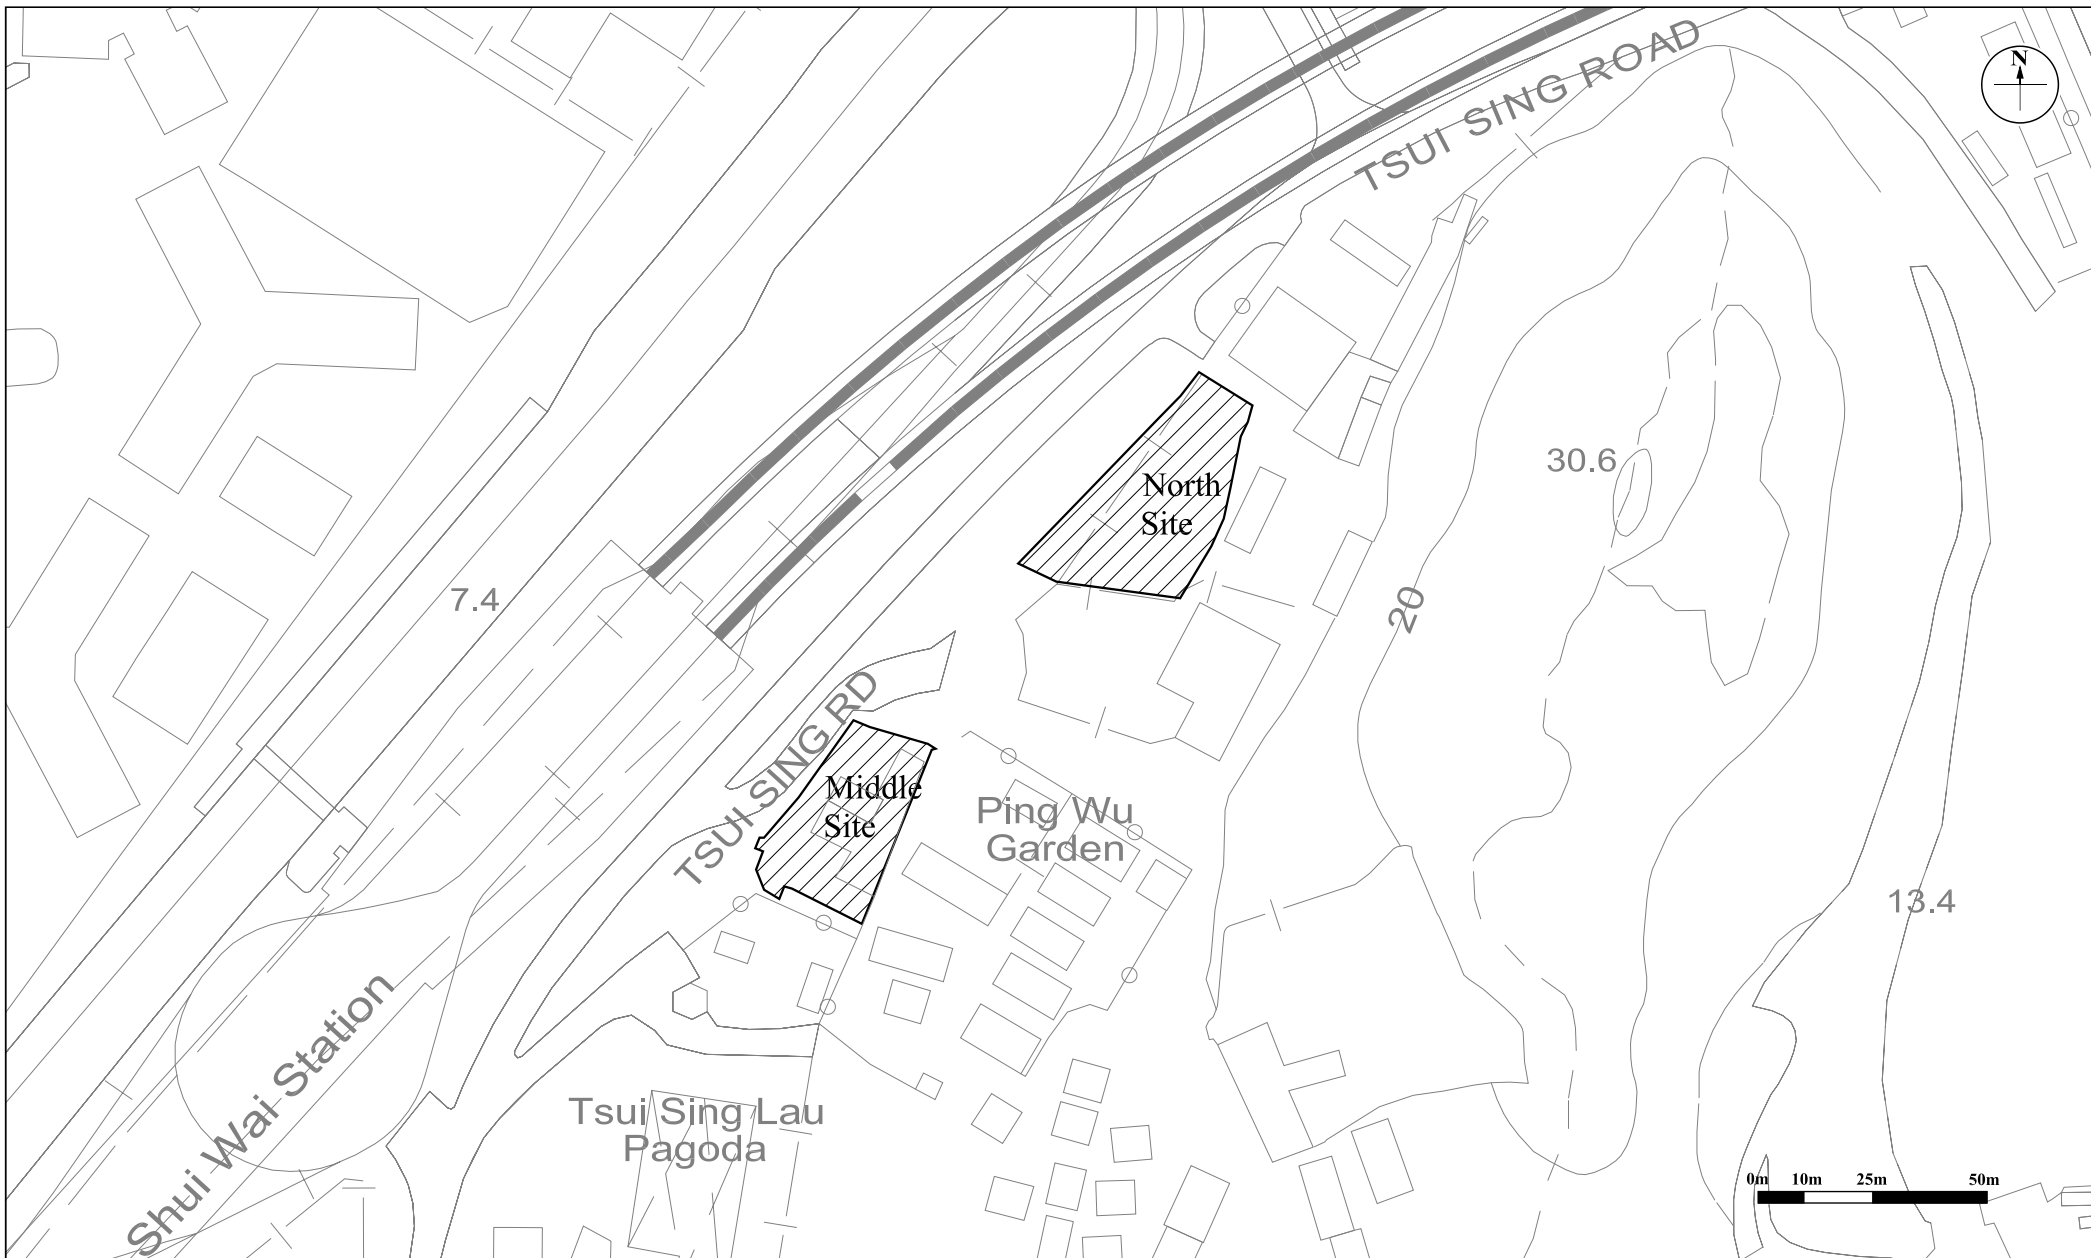 N
TSUI SING ROAD
30.6
North
Site
7.4
20
TSUI SING RD
Middle
Site
Ping Wu
Garden
13.4
Shui Wai Station
Tsui Sing Lau
Pagoda
0m 10m 25m 50m